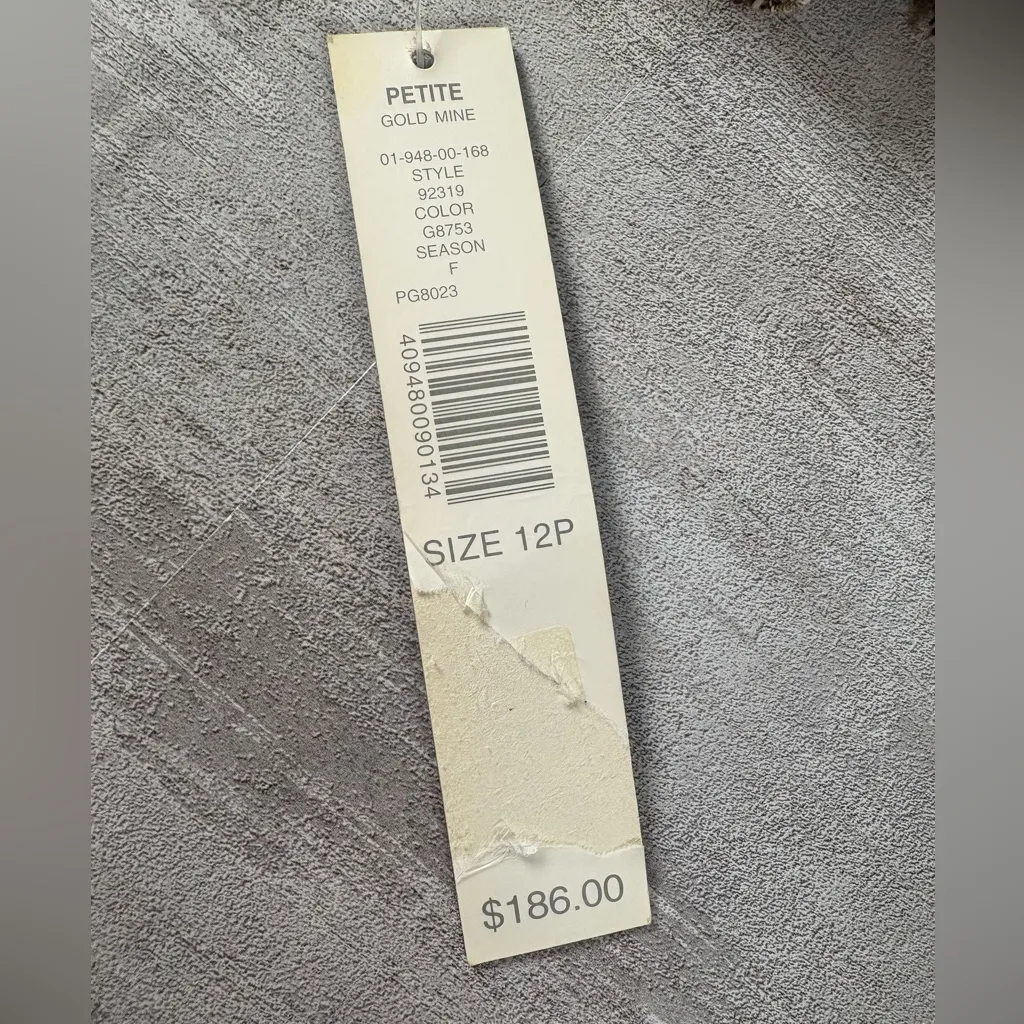 PETITE
GOLD MINE
01-948-00-168
STYLE
92319
COLOR
G8753
SEASON
F
PG8023
409480090134
SIZE 12P
$186.00